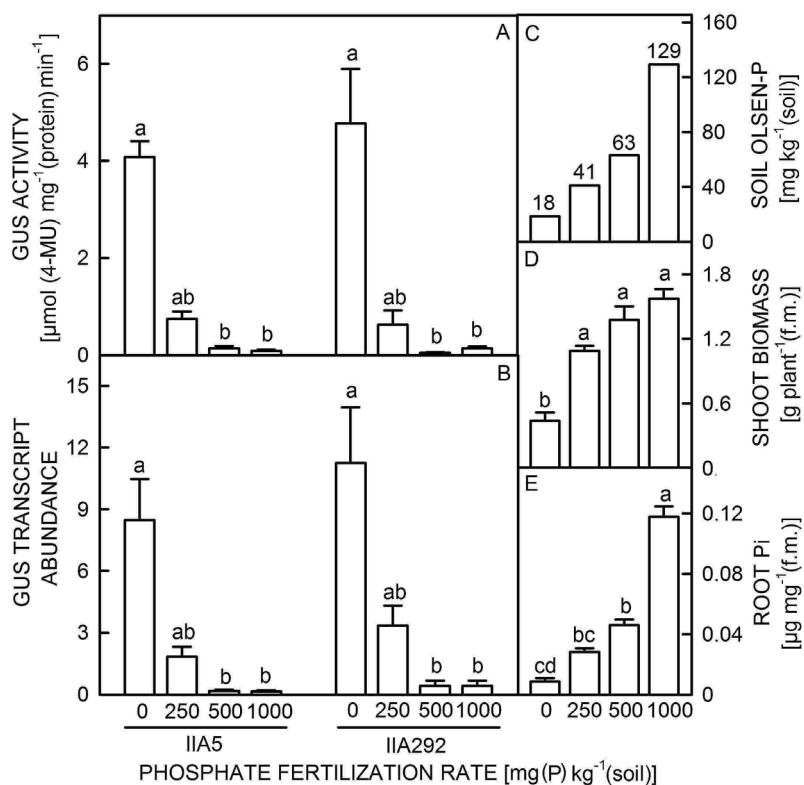 A
GUS ACTIVITY
[µmol (4-MU) mg⁻¹(protein) min⁻¹]
6
4
2
0
a
ab
b
b
a
ab
b
b
B
GUS TRANSCRIPT
ABUNDANCE
15
12
9
6
3
0
a
ab
b
b
a
ab
b
b
0 250 500 1000
0 250 500 1000
IIA5
IIA292
C
18
41
63
129
160
120
80
40
0
SOIL OLSEN-P
[mg kg⁻¹(soil)]
D
b
a
a
a
1.8
1.2
0.6
0.
SHOOT BIOMASS
[g plant⁻¹(f.m.)]
E
cd
bc
b
a
0.12
0.08
0.04
0
ROOT Pi
[µg mg⁻¹(f.m.)]
0 250 500 1000
PHOSPHATE FERTILIZATION RATE [mg(P) kg⁻¹(soil)]